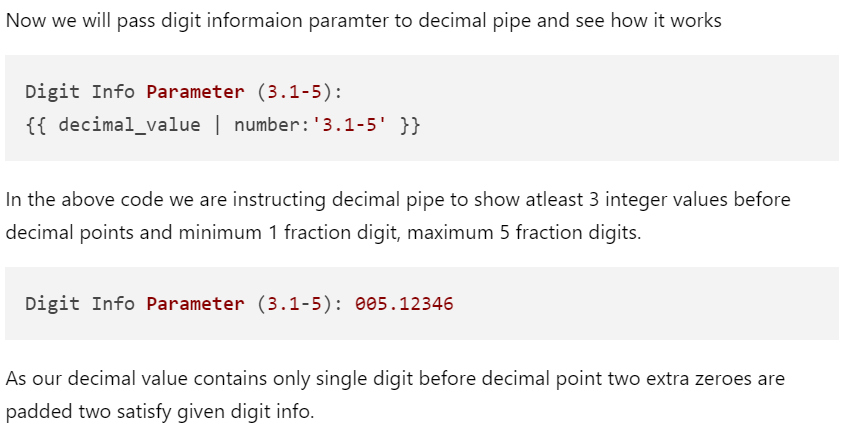 Now we will pass digit informaion paramter to decimal pipe and see how it works
Digit Info Parameter (3.1-5):
{{ decimal_value | number:'3.1-5' }}
In the above code we are instructing decimal pipe to show atleast 3 integer values before
decimal points and minimum 1 fraction digit, maximum 5 fraction digits.
Digit Info Parameter (3.1-5): 005.12346
As our decimal value contains only single digit before decimal point two extra zeroes are
padded two satisfy given digit info.